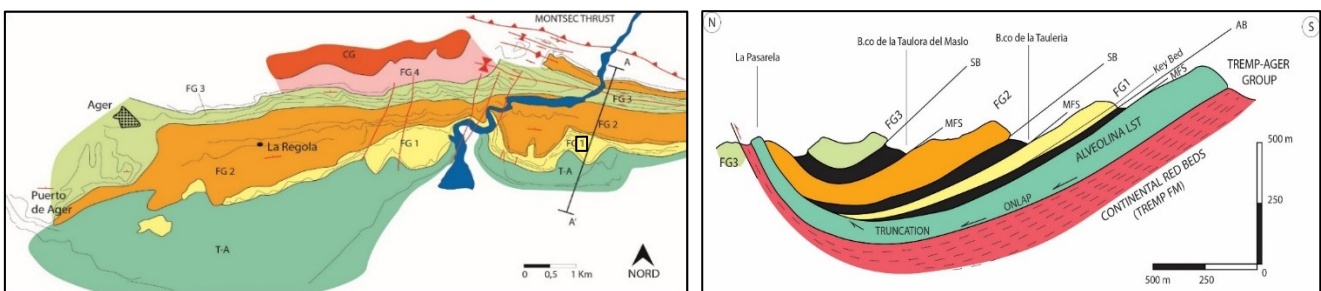 MONTSEC THRUST
CG
FG 4
A
FG 3
Ager
FG 3
FG 2
La Regola
FG 1
FG 1
FG 2
T-A
Puerto
de Ager
A'
T-A
0 0,5 1 Km
NORD
N
S
La Pasarela
B.co de la Taulora del Maslo
B.co de la Tauleria
AB
SB
SB
Key Bed
MFS
TREMP-AGER
GROUP
FG3
FG2
FG1
MFS
MFS
500 m
FG3
ALVEOLINA LST
250
ONLAP
CONTINENTAL RED BEDS
(TREMP FM)
TRUNCATION
500 m 250 0